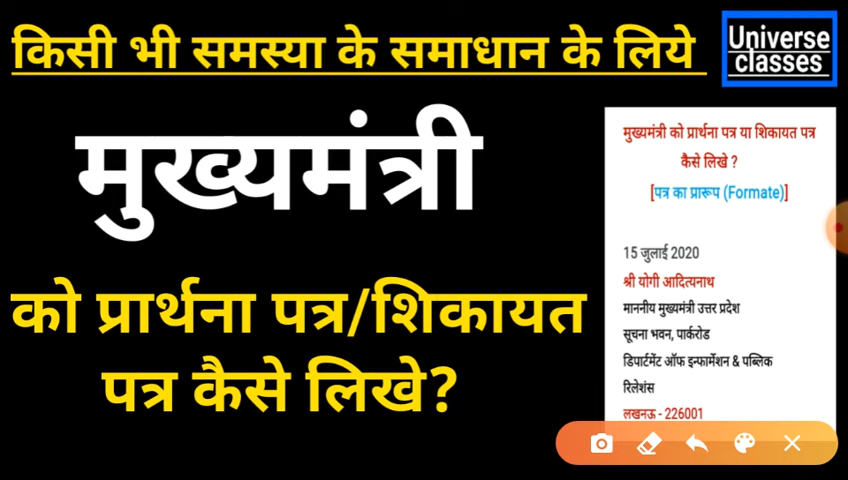 किसी भी समस्या के समाधान के लिये
Universe
classes
मुख्यमंत्री
को प्रार्थना पत्र/शिकायत
पत्र कैसे लिखे?
मुख्यमंत्री को प्रार्थना पत्र या शिकायत पत्र
कैसे लिखे ?
[पत्र का प्रारूप (Formate)]
15 जुलाई 2020
श्री योगी आदित्यनाथ
माननीय मुख्यमंत्री उत्तर प्रदेश
सूचना भवन, पार्करोड
डिपार्टमेंट ऑफ इन्फार्मेशन & पब्लिक
रिलेशंस
लखनऊ - 226001